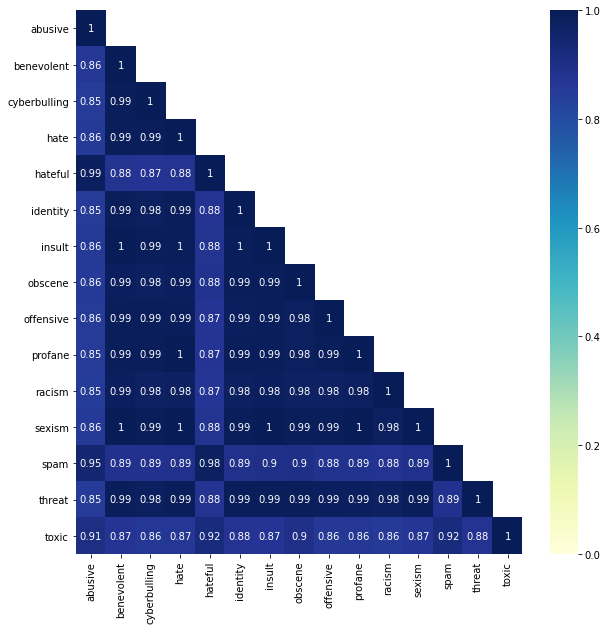 abusive 1
benevolent 0.86 1
cyberbulling 0.85 0.99 1
hate 0.86 0.99 0.99 1
hateful 0.99 0.88 0.87 0.88 1
identity 0.85 0.99 0.98 0.99 0.88 1
insult 0.86 1 0.99 1 0.88 1 1
obscene 0.86 0.99 0.98 0.99 0.88 0.99 0.99 1
offensive 0.86 0.99 0.99 0.99 0.87 0.99 0.99 0.98 1
profane 0.85 0.99 0.99 1 0.87 0.99 0.99 0.98 0.99 1
racism 0.85 0.99 0.98 0.98 0.87 0.98 0.98 0.98 0.98 0.98 1
sexism 0.86 1 0.99 1 0.88 0.99 1 0.99 0.99 1 0.98 1
spam 0.95 0.89 0.89 0.89 0.98 0.89 0.9 0.9 0.88 0.89 0.88 0.89 1
threat 0.85 0.99 0.98 0.99 0.88 0.99 0.99 0.99 0.99 0.99 0.98 0.99 0.89 1
toxic 0.91 0.87 0.86 0.87 0.92 0.88 0.87 0.9 0.86 0.86 0.86 0.87 0.92 0.88 1
abusive
benevolent
cyberbulling
hate
hateful
identity
insult
obscene
offensive
profane
racism
sexism
spam
threat
toxic
1.0
0.8
0.6
0.4
0.2
0.0